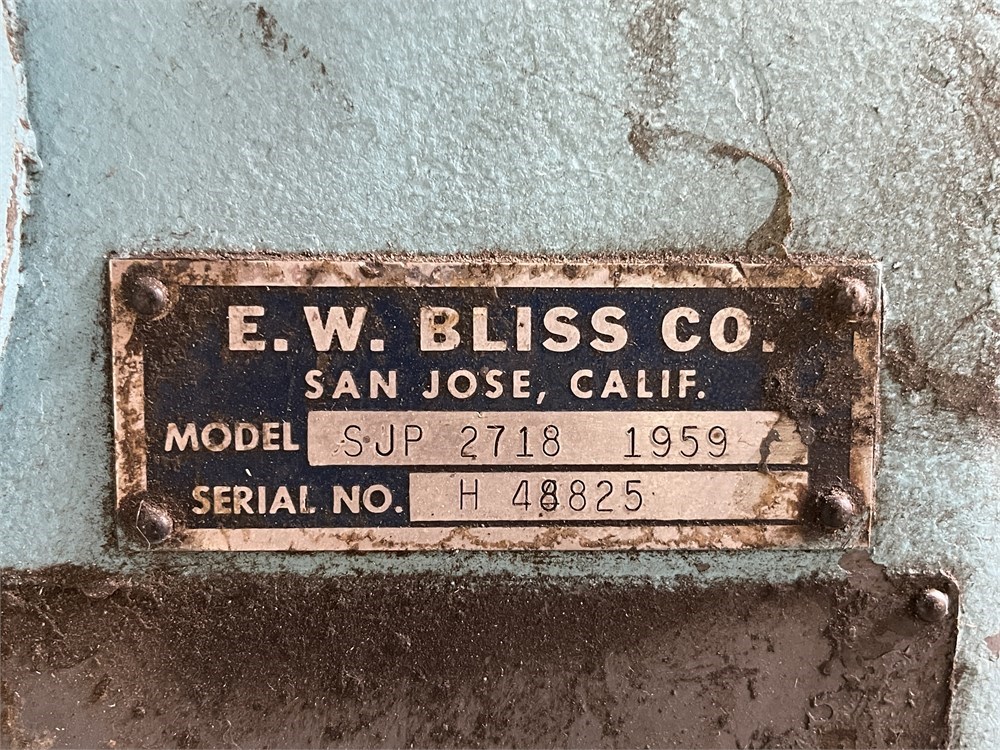 E. W. BLISS CO.
SAN JOSE, CALIF.
MODEL SJP 2718 1959
SERIAL NO. H 48825